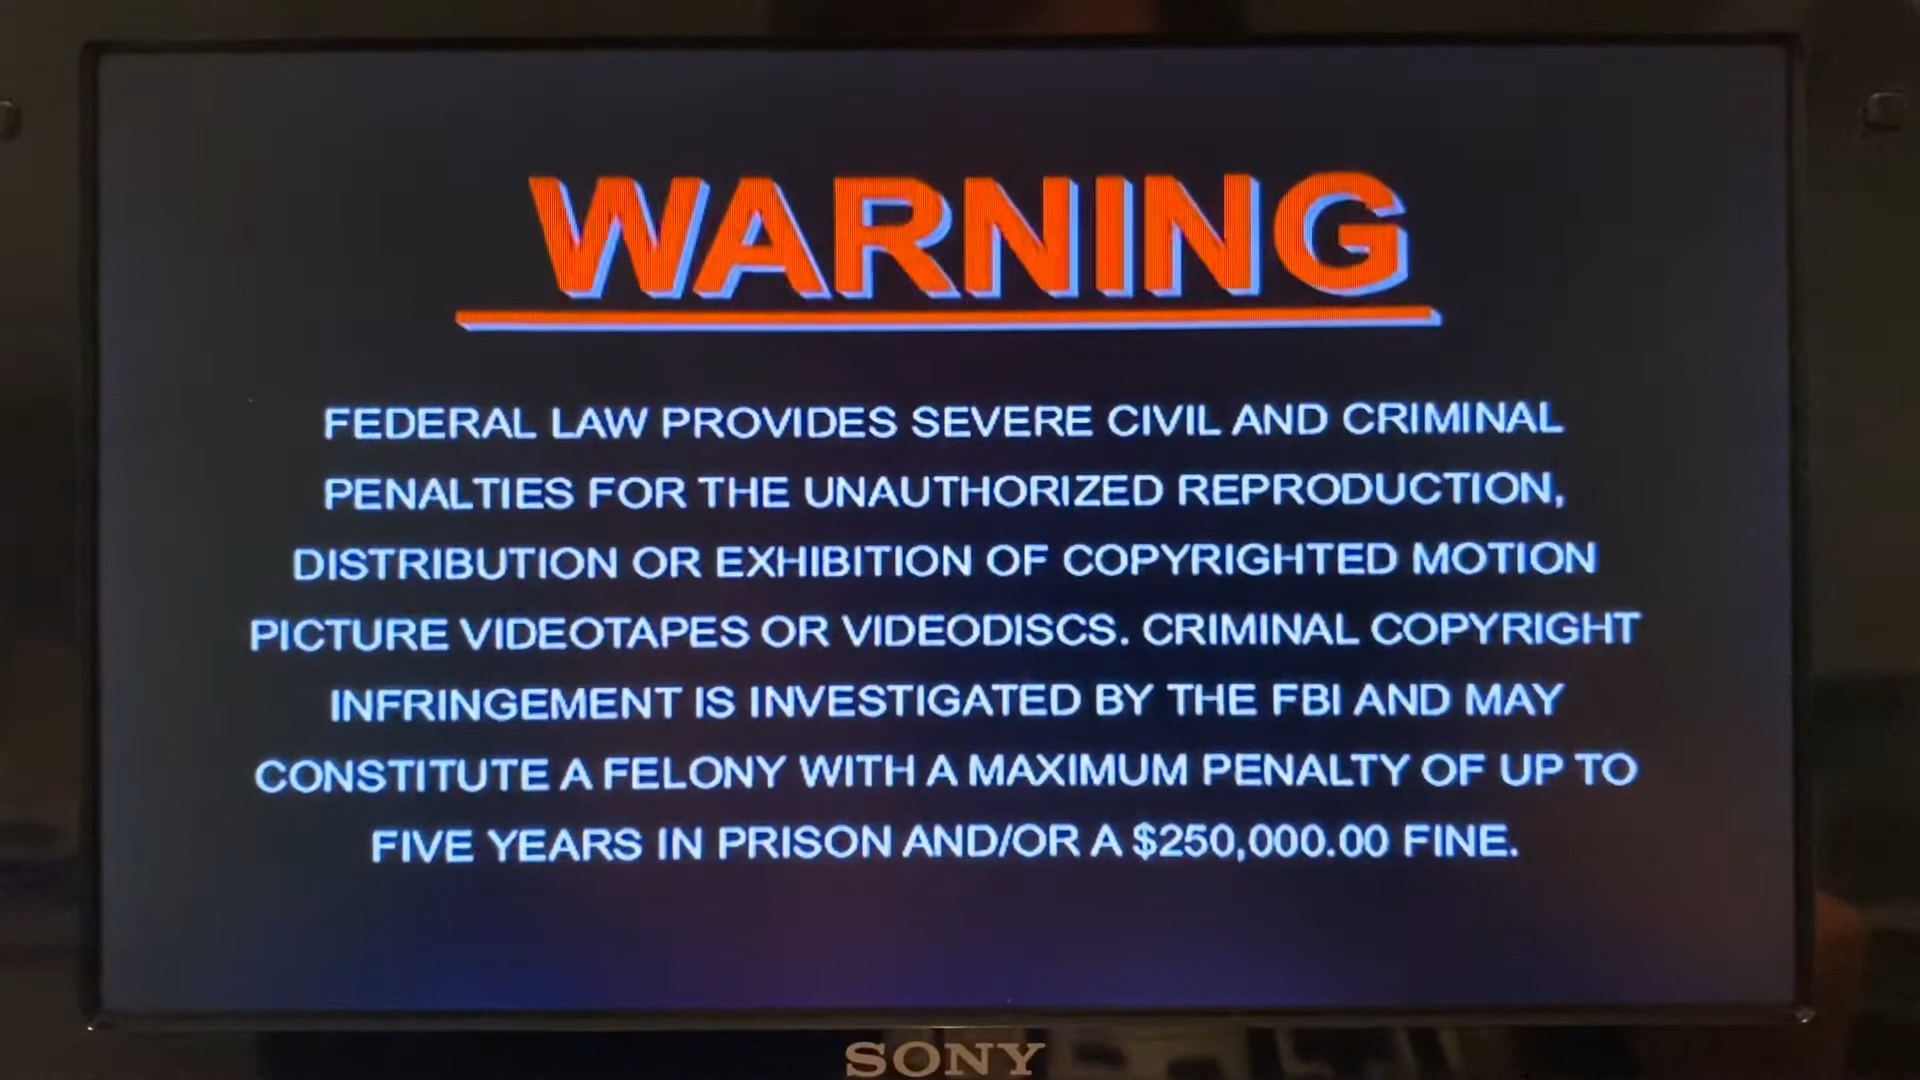 WARNING
FEDERAL LAW PROVIDES SEVERE CIVIL AND CRIMINAL
PENALTIES FOR THE UNAUTHORIZED REPRODUCTION,
DISTRIBUTION OR EXHIBITION OF COPYRIGHTED MOTION
PICTURE VIDEOTAPES OR VIDEODISCS. CRIMINAL COPYRIGHT
INFRINGEMENT IS INVESTIGATED BY THE FBI AND MAY
CONSTITUTE A FELONY WITH A MAXIMUM PENALTY OF UP TO
FIVE YEARS IN PRISON AND/OR A $250,000.00 FINE.
SONY